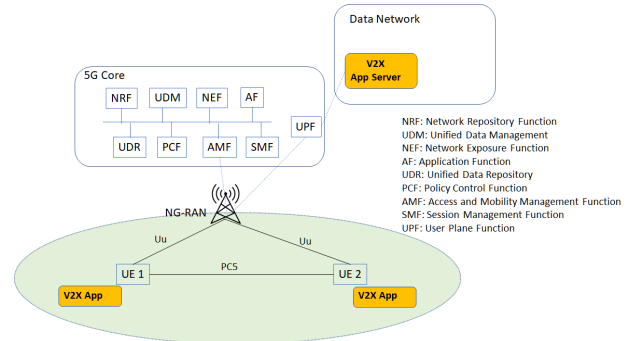 Data Network
V2X
App Server
5G Core
NRF
UDM
NEF
AF
UPF
UDR
PCF
AMF
SMF
NRF: Network Repository Function
UDM: Unified Data Management
NEF: Network Exposure Function
AF: Application Function
UDR: Unified Data Repository
PCF: Policy Control Function
AMF: Access and Mobility Management Function
SMF: Session Management Function
UPF: User Plane Function
NG-RAN
Uu
Uu
UE 1
PC5
UE 2
V2X App
V2X App